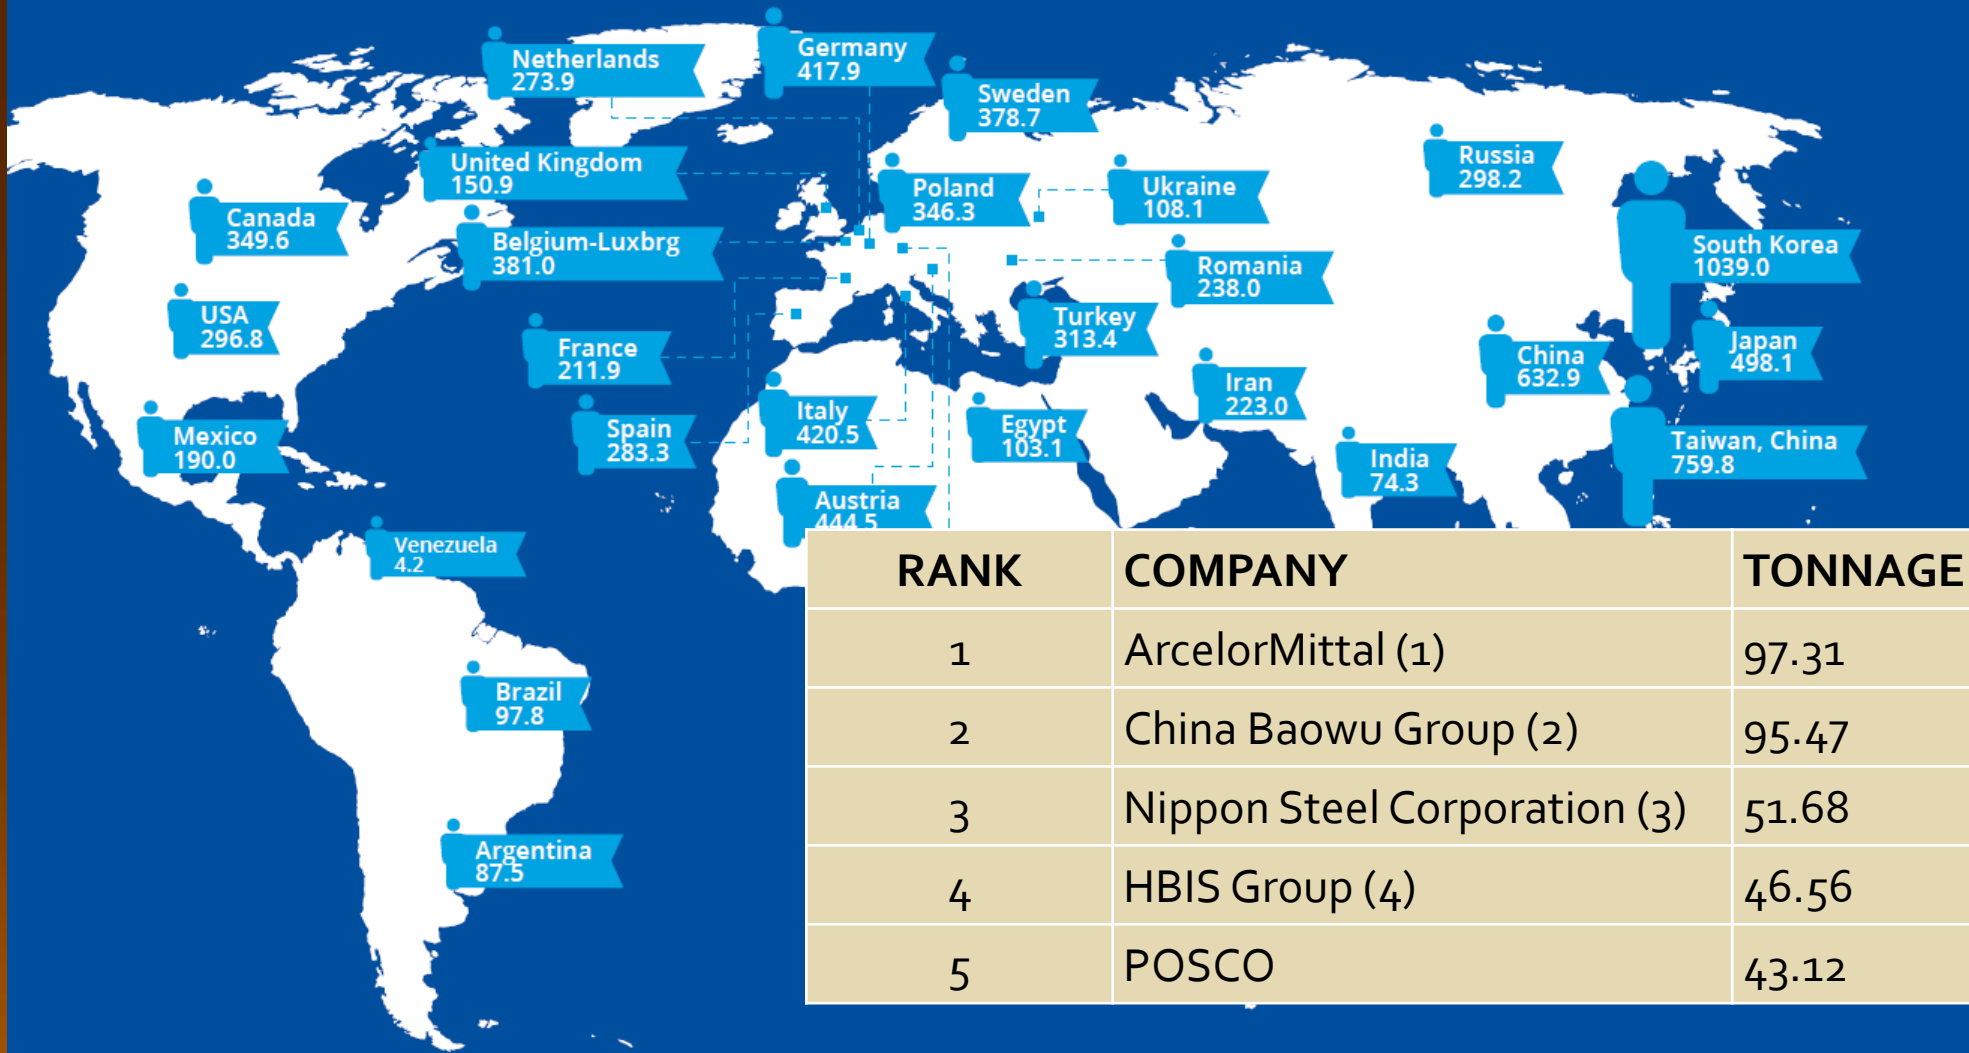 Netherlands
273.9
Germany
417.9
Sweden
378.7
United Kingdom
150.9
Russia
298.2
Poland
346.3
Ukraine
108.1
Canada
349.6
Belgium-Luxbrg
381.0
South Korea
1039.0
Romania
238.0
USA
296.8
Turkey
313.4
France
211.9
Japan
498.1
China
632.9
Iran
223.0
Italy
420.5
Egypt
103.1
Spain
283.3
Mexico
190.0
Taiwan, China
759.8
India
74.3
Austria
444.5
Venezuela
4.2
Brazil
97.8
Argentina
87.5
RANK COMPANY TONNAGE
1 ArcelorMittal (1) 97.31
2 China Baowu Group (2) 95.47
3 Nippon Steel Corporation (3) 51.68
4 HBIS Group (4) 46.56
5 POSCO 43.12